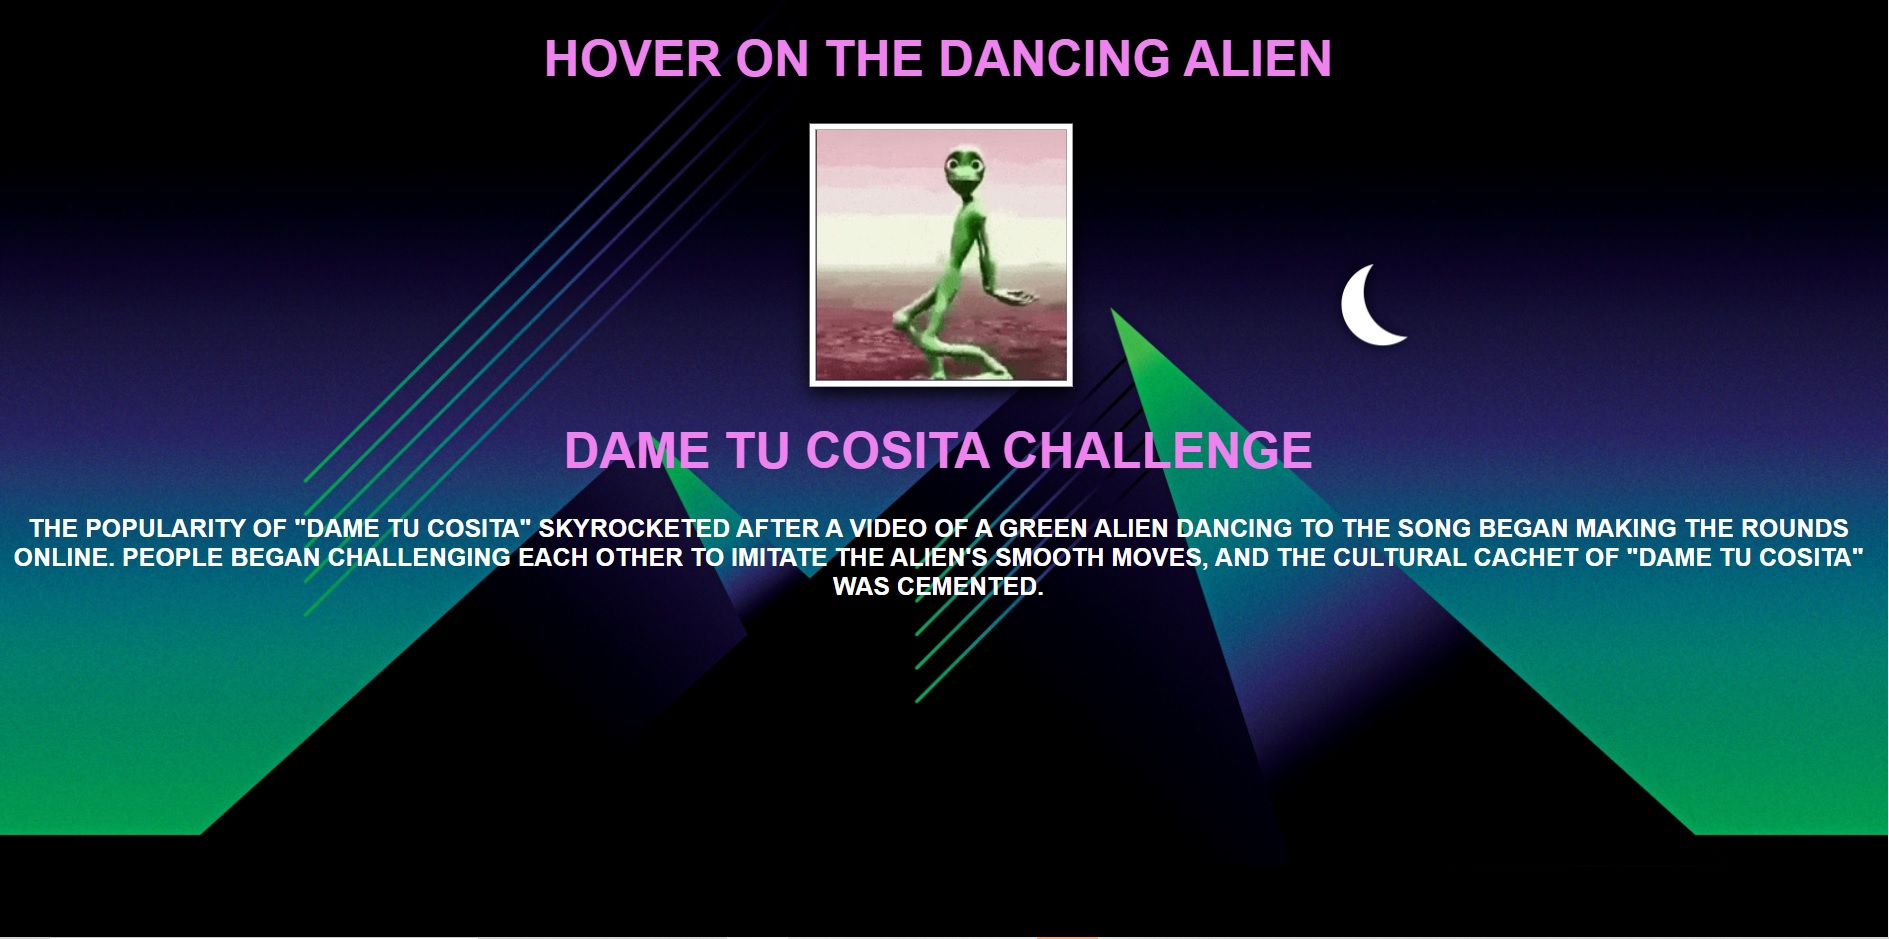 HOVER ON THE DANCING ALIEN
DAME TU COSITA CHALLENGE
THE POPULARITY OF "DAME TU COSITA" SKYROCKETED AFTER A VIDEO OF A GREEN ALIEN DANCING TO THE SONG BEGAN MAKING THE ROUNDS
ONLINE. PEOPLE BEGAN CHALLENGING EACH OTHER TO IMITATE THE ALIEN'S SMOOTH MOVES, AND THE CULTURAL CACHET OF "DAME TU COSITA"
WAS CEMENTED.